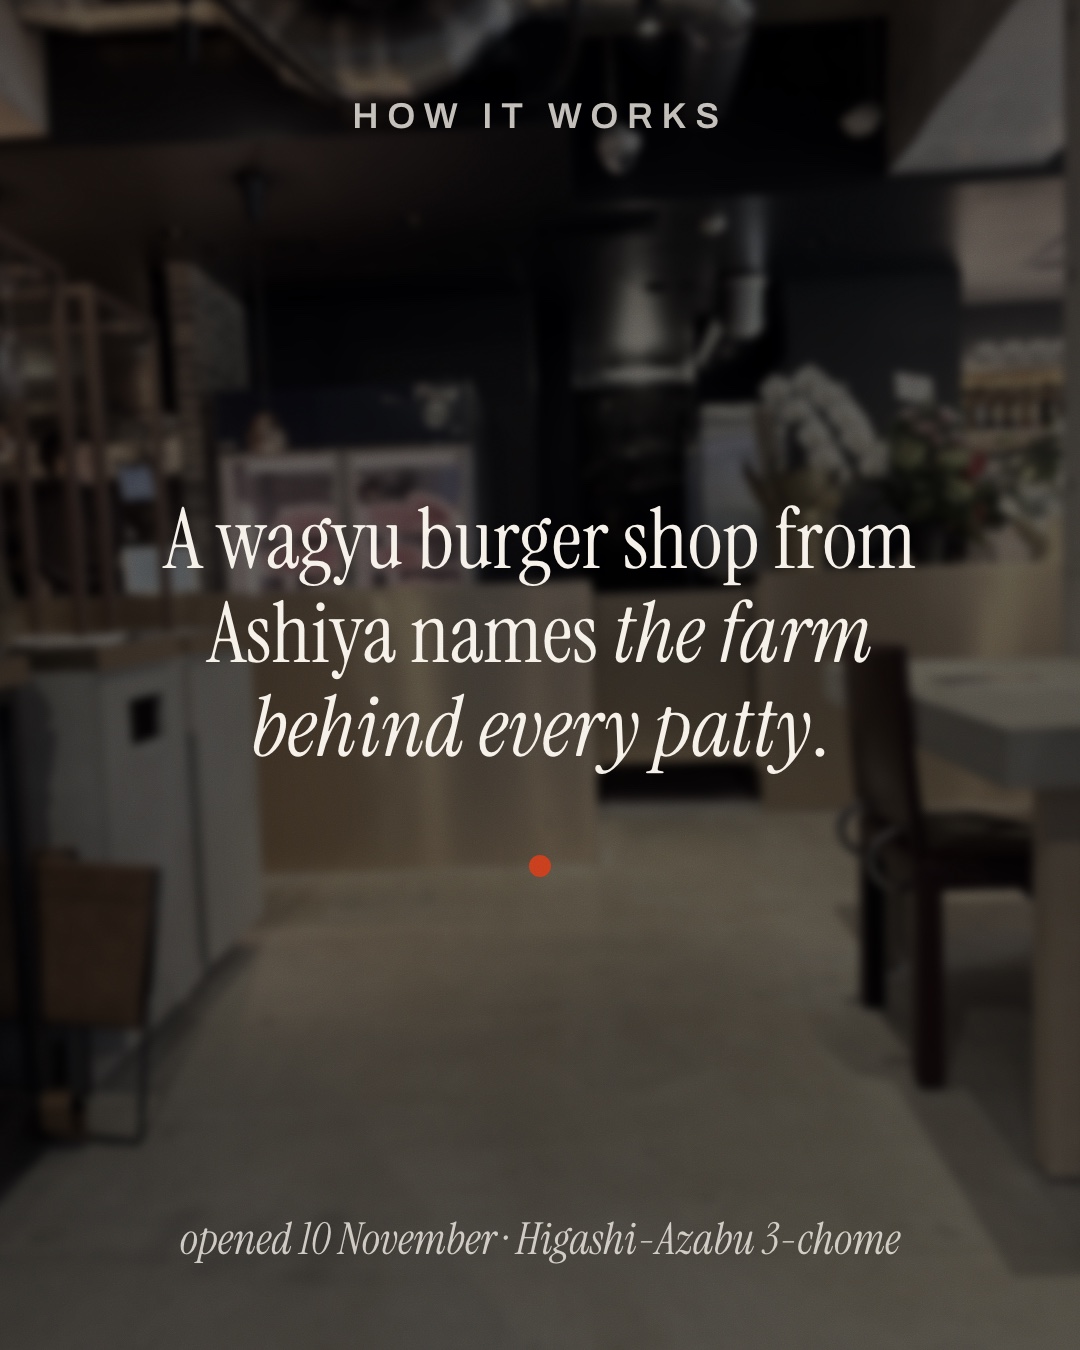 HOW IT WORKS
A wagyu burger shop from
Ashiya names the farm
behind every patty.
opened 10 November · Higashi-Azabu 3-chome